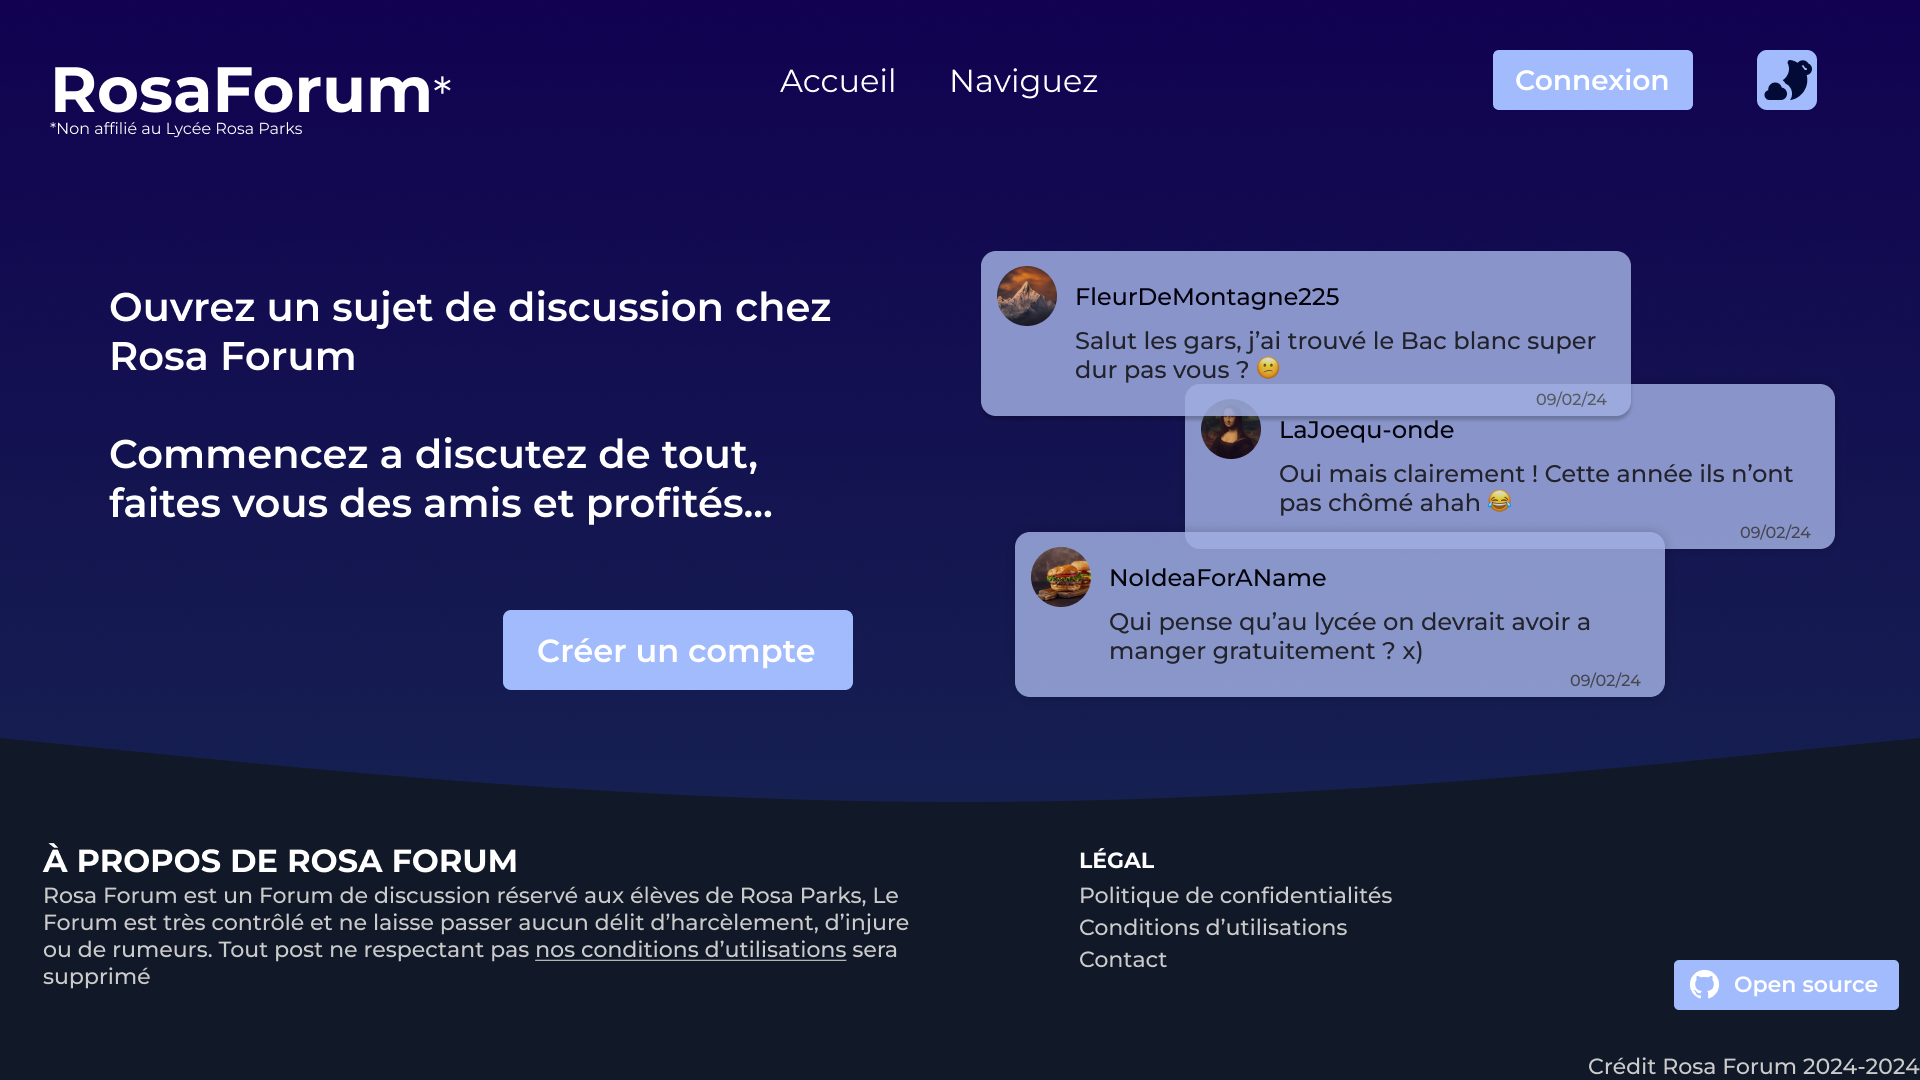 RosaForum*
*Non affilié au Lycée Rosa Parks
Accueil
Naviguez
Connexion
Ouvrez un sujet de discussion chez
Rosa Forum
Commencez a discutez de tout,
faites vous des amis et profités...
Créer un compte
FleurDeMontagne225
Salut les gars, j’ai trouvé le Bac blanc super
dur pas vous ? 😕
09/02/24
LaJoequ-onde
Oui mais clairement ! Cette année ils n’ont
pas chômé ahah 😂
09/02/24
NoIdeaForAName
Qui pense qu’au lycée on devrait avoir a
manger gratuitement ? x)
09/02/24
À PROPOS DE ROSA FORUM
Rosa Forum est un Forum de discussion réservé aux élèves de Rosa Parks, Le
Forum est très contrôlé et ne laisse passer aucun délit d’harcèlement, d’injure
ou de rumeurs. Tout post ne respectant pas nos conditions d’utilisations sera
supprimé
LÉGAL
Politique de confidentialités
Conditions d’utilisations
Contact
Open source
Crédit Rosa Forum 2024-2024